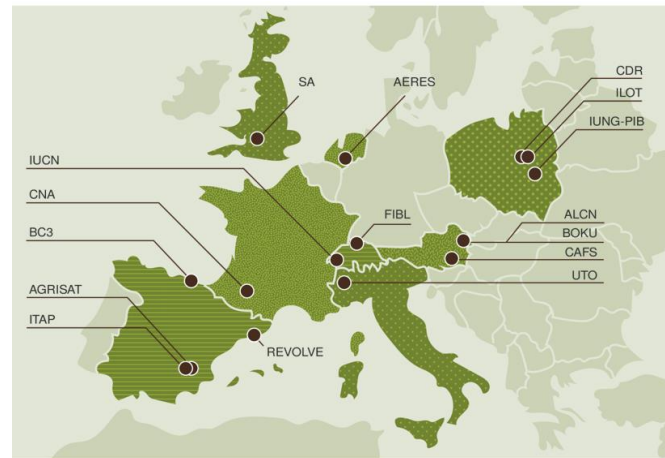 CDR
SA
AERES
ILOT
IUNG-PIB
IUCN
CNA
FIBL
ALCN
BC3
BOKU
CAFS
AGRISAT
UTO
ITAP
REVOLVE